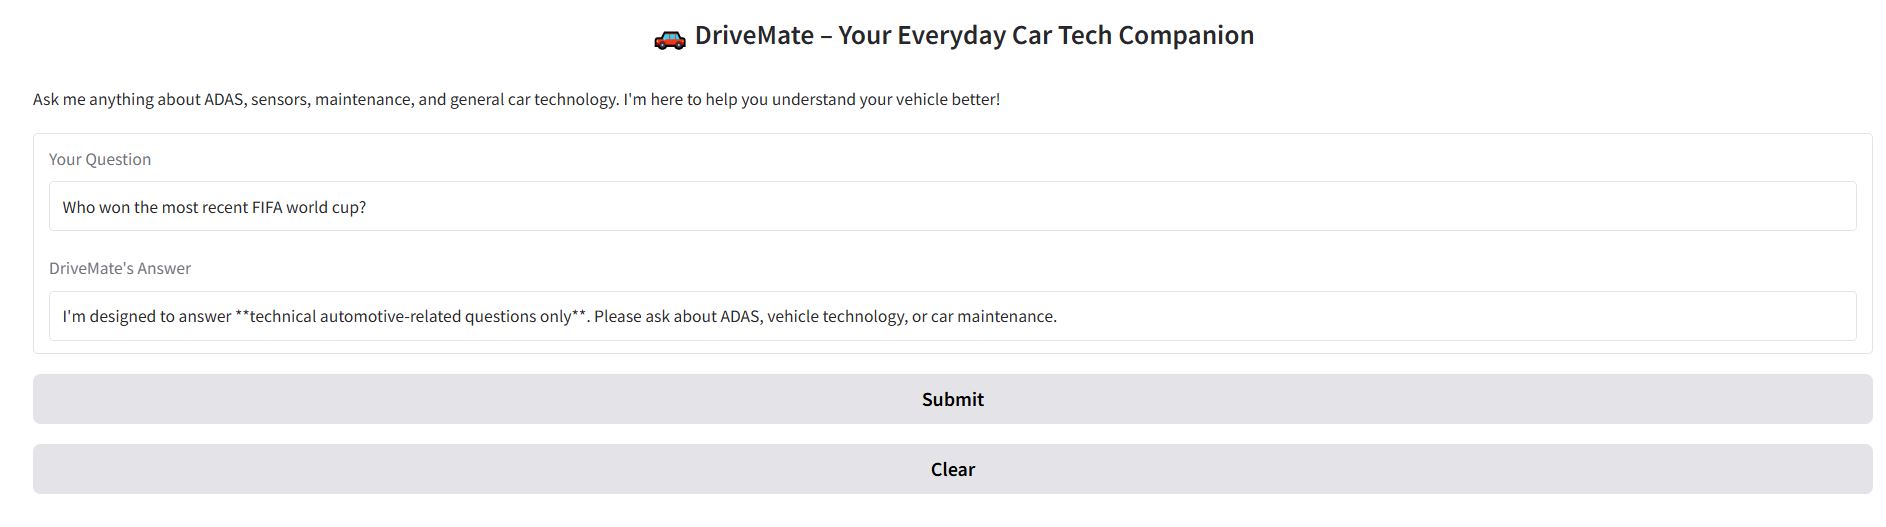 🚗 DriveMate – Your Everyday Car Tech Companion
Ask me anything about ADAS, sensors, maintenance, and general car technology. I'm here to help you understand your vehicle better!
Your Question
Who won the most recent FIFA world cup?
DriveMate's Answer
I'm designed to answer **technical automotive-related questions only**. Please ask about ADAS, vehicle technology, or car maintenance.
Submit
Clear